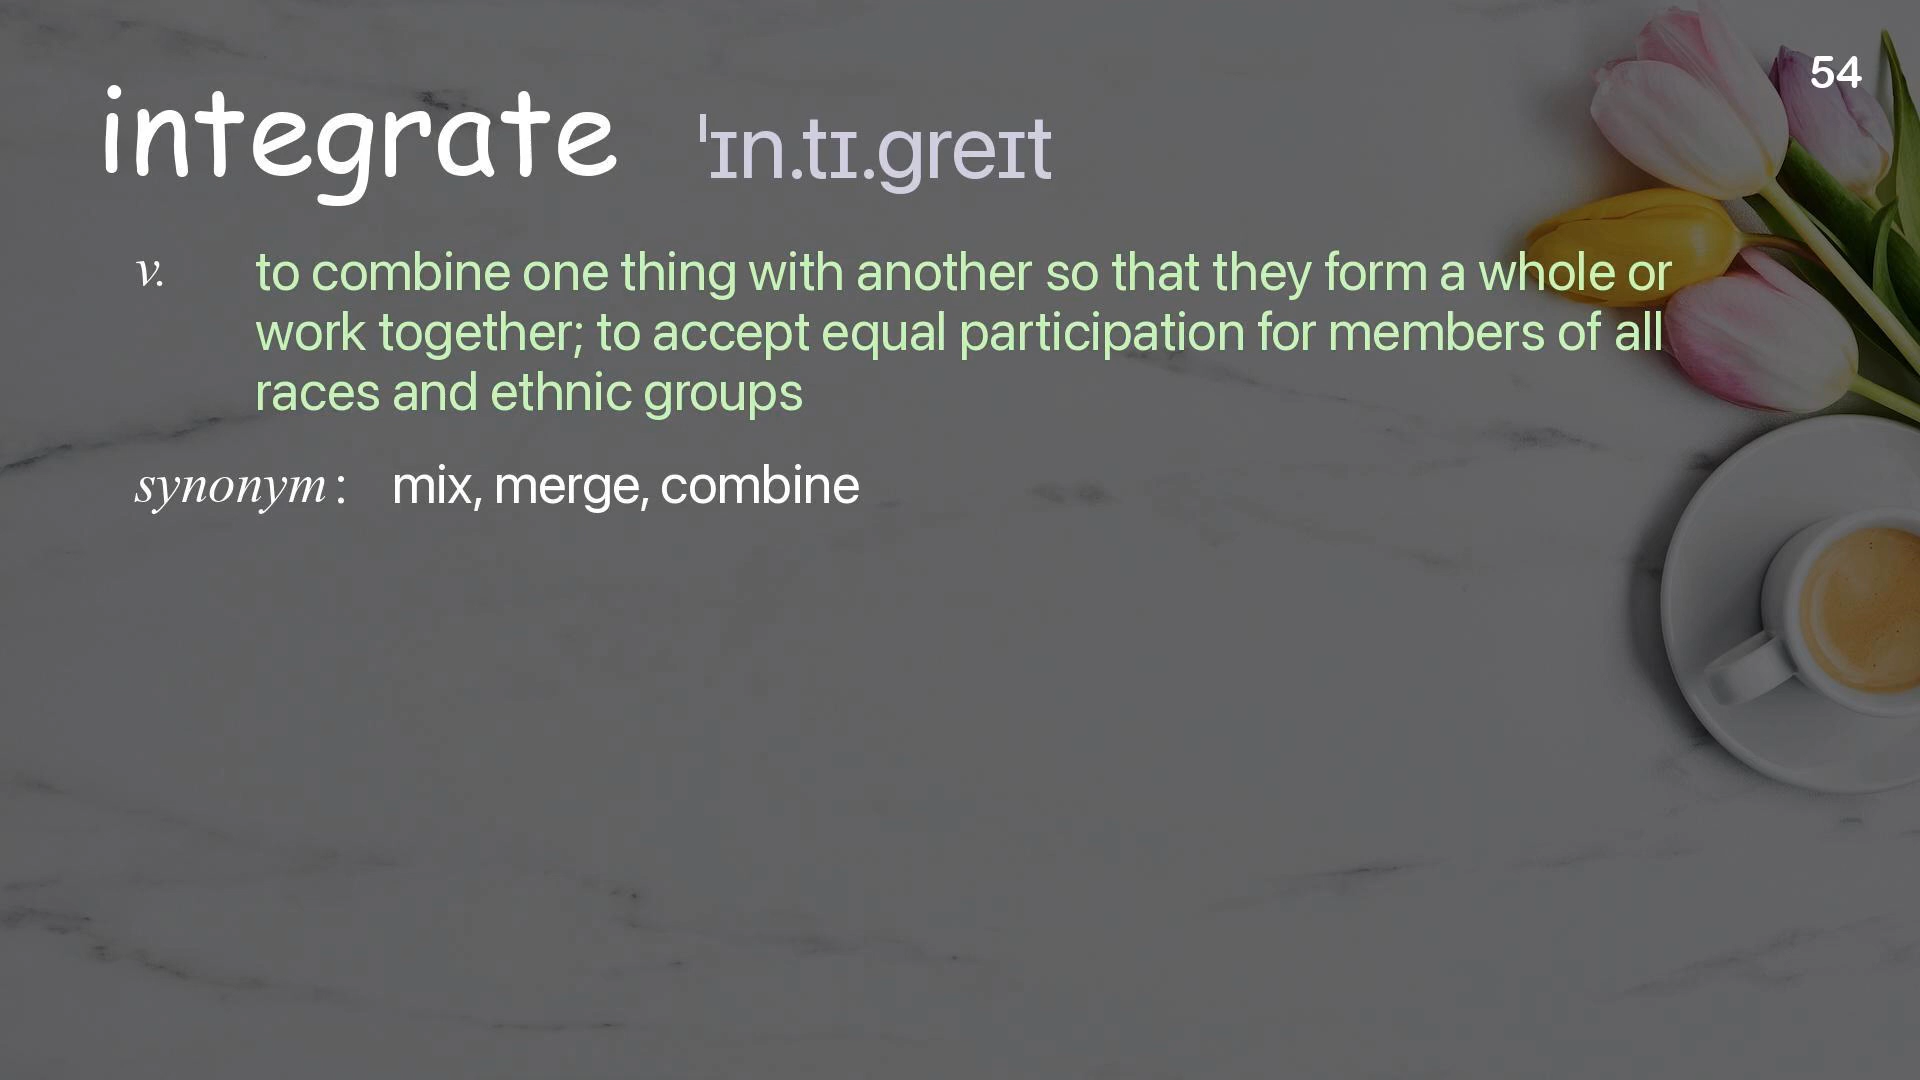 54
integrate ˈɪn.tɪ.ɡreɪt
v. to combine one thing with another so that they form a whole or
work together; to accept equal participation for members of all
races and ethnic groups
synonym : mix, merge, combine